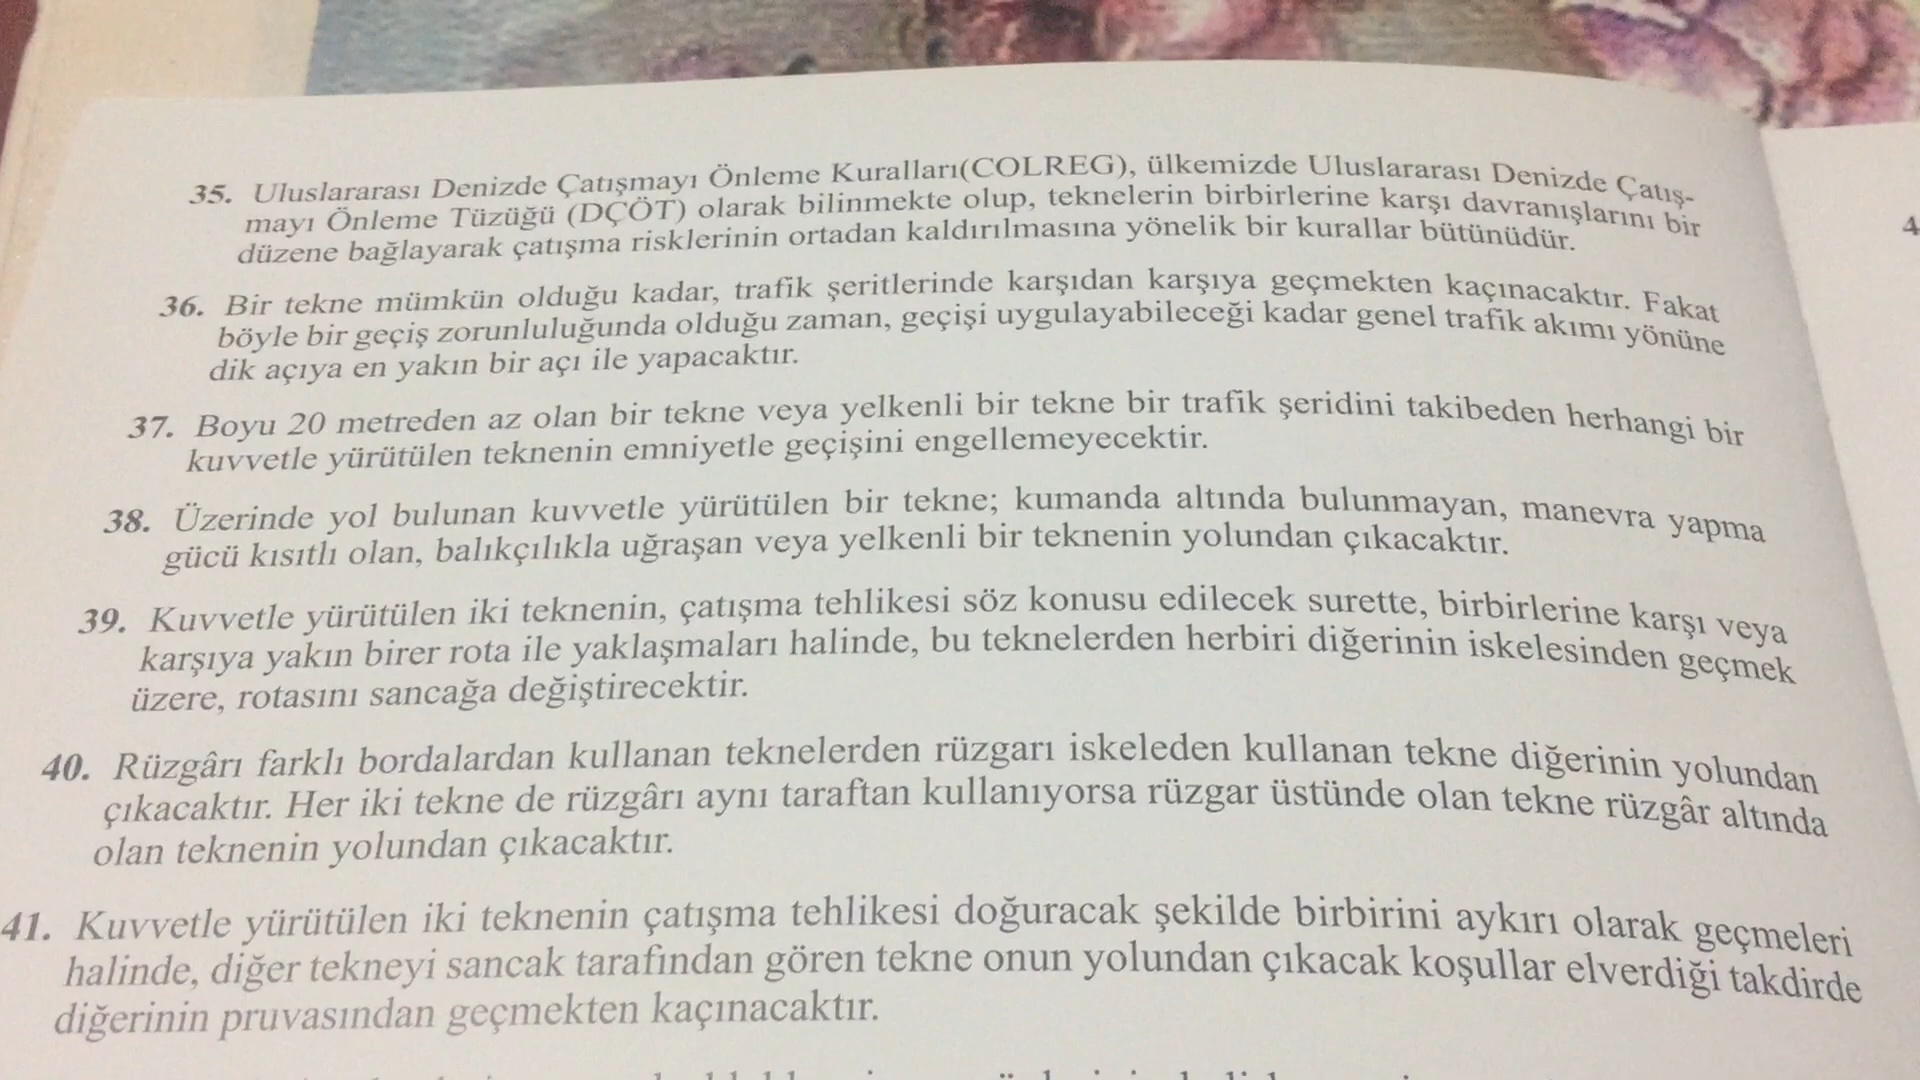 35. Uluslararası Denizde Çatışmayı Önleme Kuralları(COLREG), ülkemizde Uluslararası Denizde Çatış-
mayı Önleme Tüzüğü (DÇÖT) olarak bilinmekte olup, teknelerin birbirlerine karşı davranışlarını bir
düzene bağlayarak çatışma risklerinin ortadan kaldırılmasına yönelik bir kurallar bütünüdür.
36. Bir tekne mümkün olduğu kadar, trafik şeritlerinde karşıdan karşıya geçmekten kaçınacaktır. Fakat
böyle bir geçiş zorunluluğunda olduğu zaman, geçişi uygulayabileceği kadar genel trafik akımı yönüne
dik açıya en yakın bir açı ile yapacaktır.
37. Boyu 20 metreden az olan bir tekne veya yelkenli bir tekne bir trafik şeridini takibeden herhangi bir
kuvvetle yürütülen teknenin emniyetle geçişini engellemeyecektir.
38. Üzerinde yol bulunan kuvvetle yürütülen bir tekne; kumanda altında bulunmayan, manevra yapma
gücü kısıtlı olan, balıkçılıkla uğraşan veya yelkenli bir teknenin yolundan çıkacaktır.
39. Kuvvetle yürütülen iki teknenin, çatışma tehlikesi söz konusu edilecek surette, birbirlerine karşı veya
karşıya yakın birer rota ile yaklaşmaları halinde, bu teknelerden herbiri diğerinin iskelesinden geçmek
üzere, rotasını sancağa değiştirecektir.
40. Rüzgârı farklı bordalardan kullanan teknelerden rüzgarı iskeleden kullanan tekne diğerinin yolundan
çıkacaktır. Her iki tekne de rüzgârı aynı taraftan kullanıyorsa rüzgar üstünde olan tekne rüzgâr altında
olan teknenin yolundan çıkacaktır.
41. Kuvvetle yürütülen iki teknenin çatışma tehlikesi doğuracak şekilde birbirini aykırı olarak geçmeleri
halinde, diğer tekneyi sancak tarafından gören tekne onun yolundan çıkacak koşullar elverdiği takdirde
diğerinin pruvasından geçmekten kaçınacaktır.
4